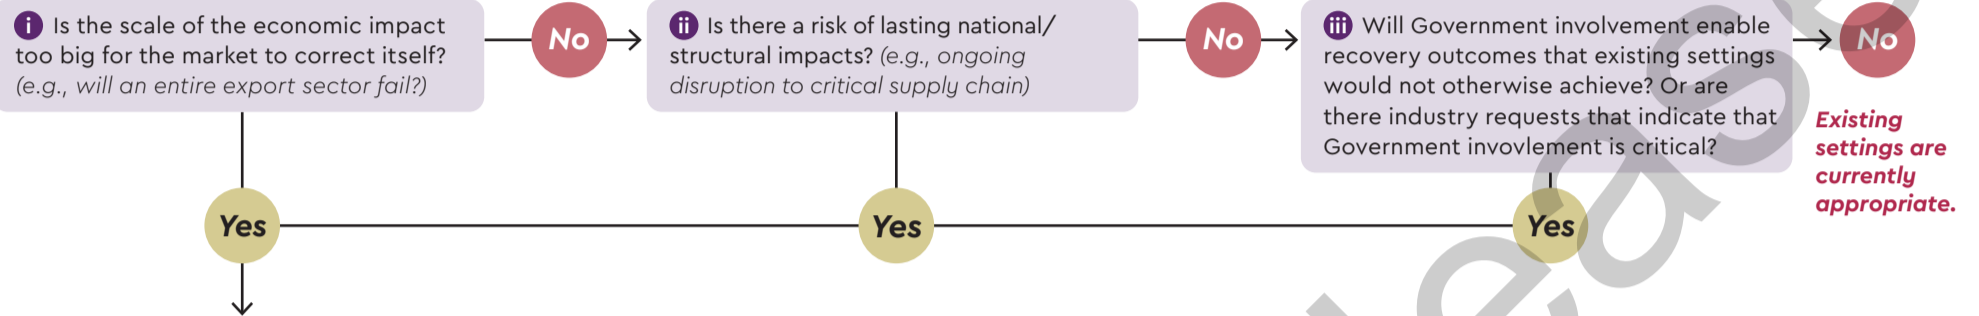 i Is the scale of the economic impact
too big for the market to correct itself?
(e.g., will an entire export sector fail?)
No
ii Is there a risk of lasting national/
structural impacts? (e.g., ongoing
disruption to critical supply chain)
No
iii Will Government involvement enable
recovery outcomes that existing settings
would not otherwise achieve? Or are
there industry requests that indicate that
Government invovlement is critical?
No
Existing
settings are
currently
appropriate.
Yes
Yes
Yes